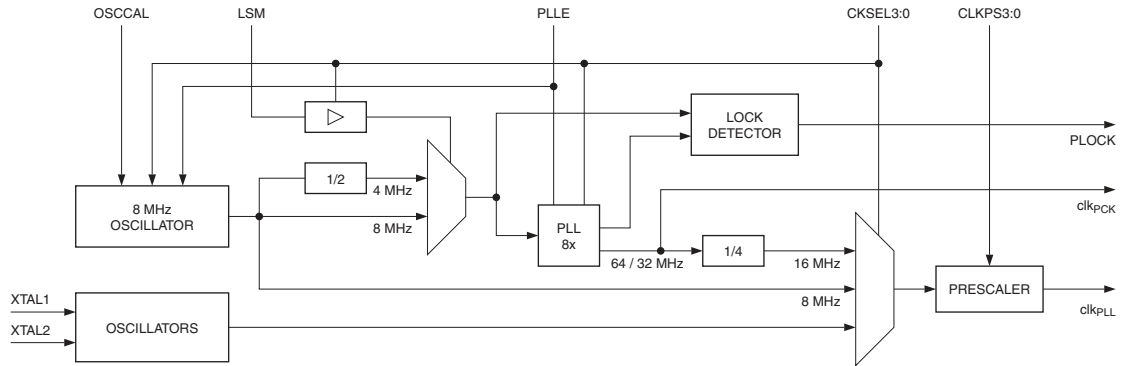 OSCCAL
LSM
PLLE
CKSEL3:0
CLKPS3:0
LOCK
DETECTOR
PLOCK
1/2
4 MHz
8 MHz
OSCILLATOR
8 MHz
PLL
8x
clkPCK
64 / 32 MHz
1/4
16 MHz
8 MHz
PRESCALER
clkPLL
XTAL1
XTAL2
OSCILLATORS